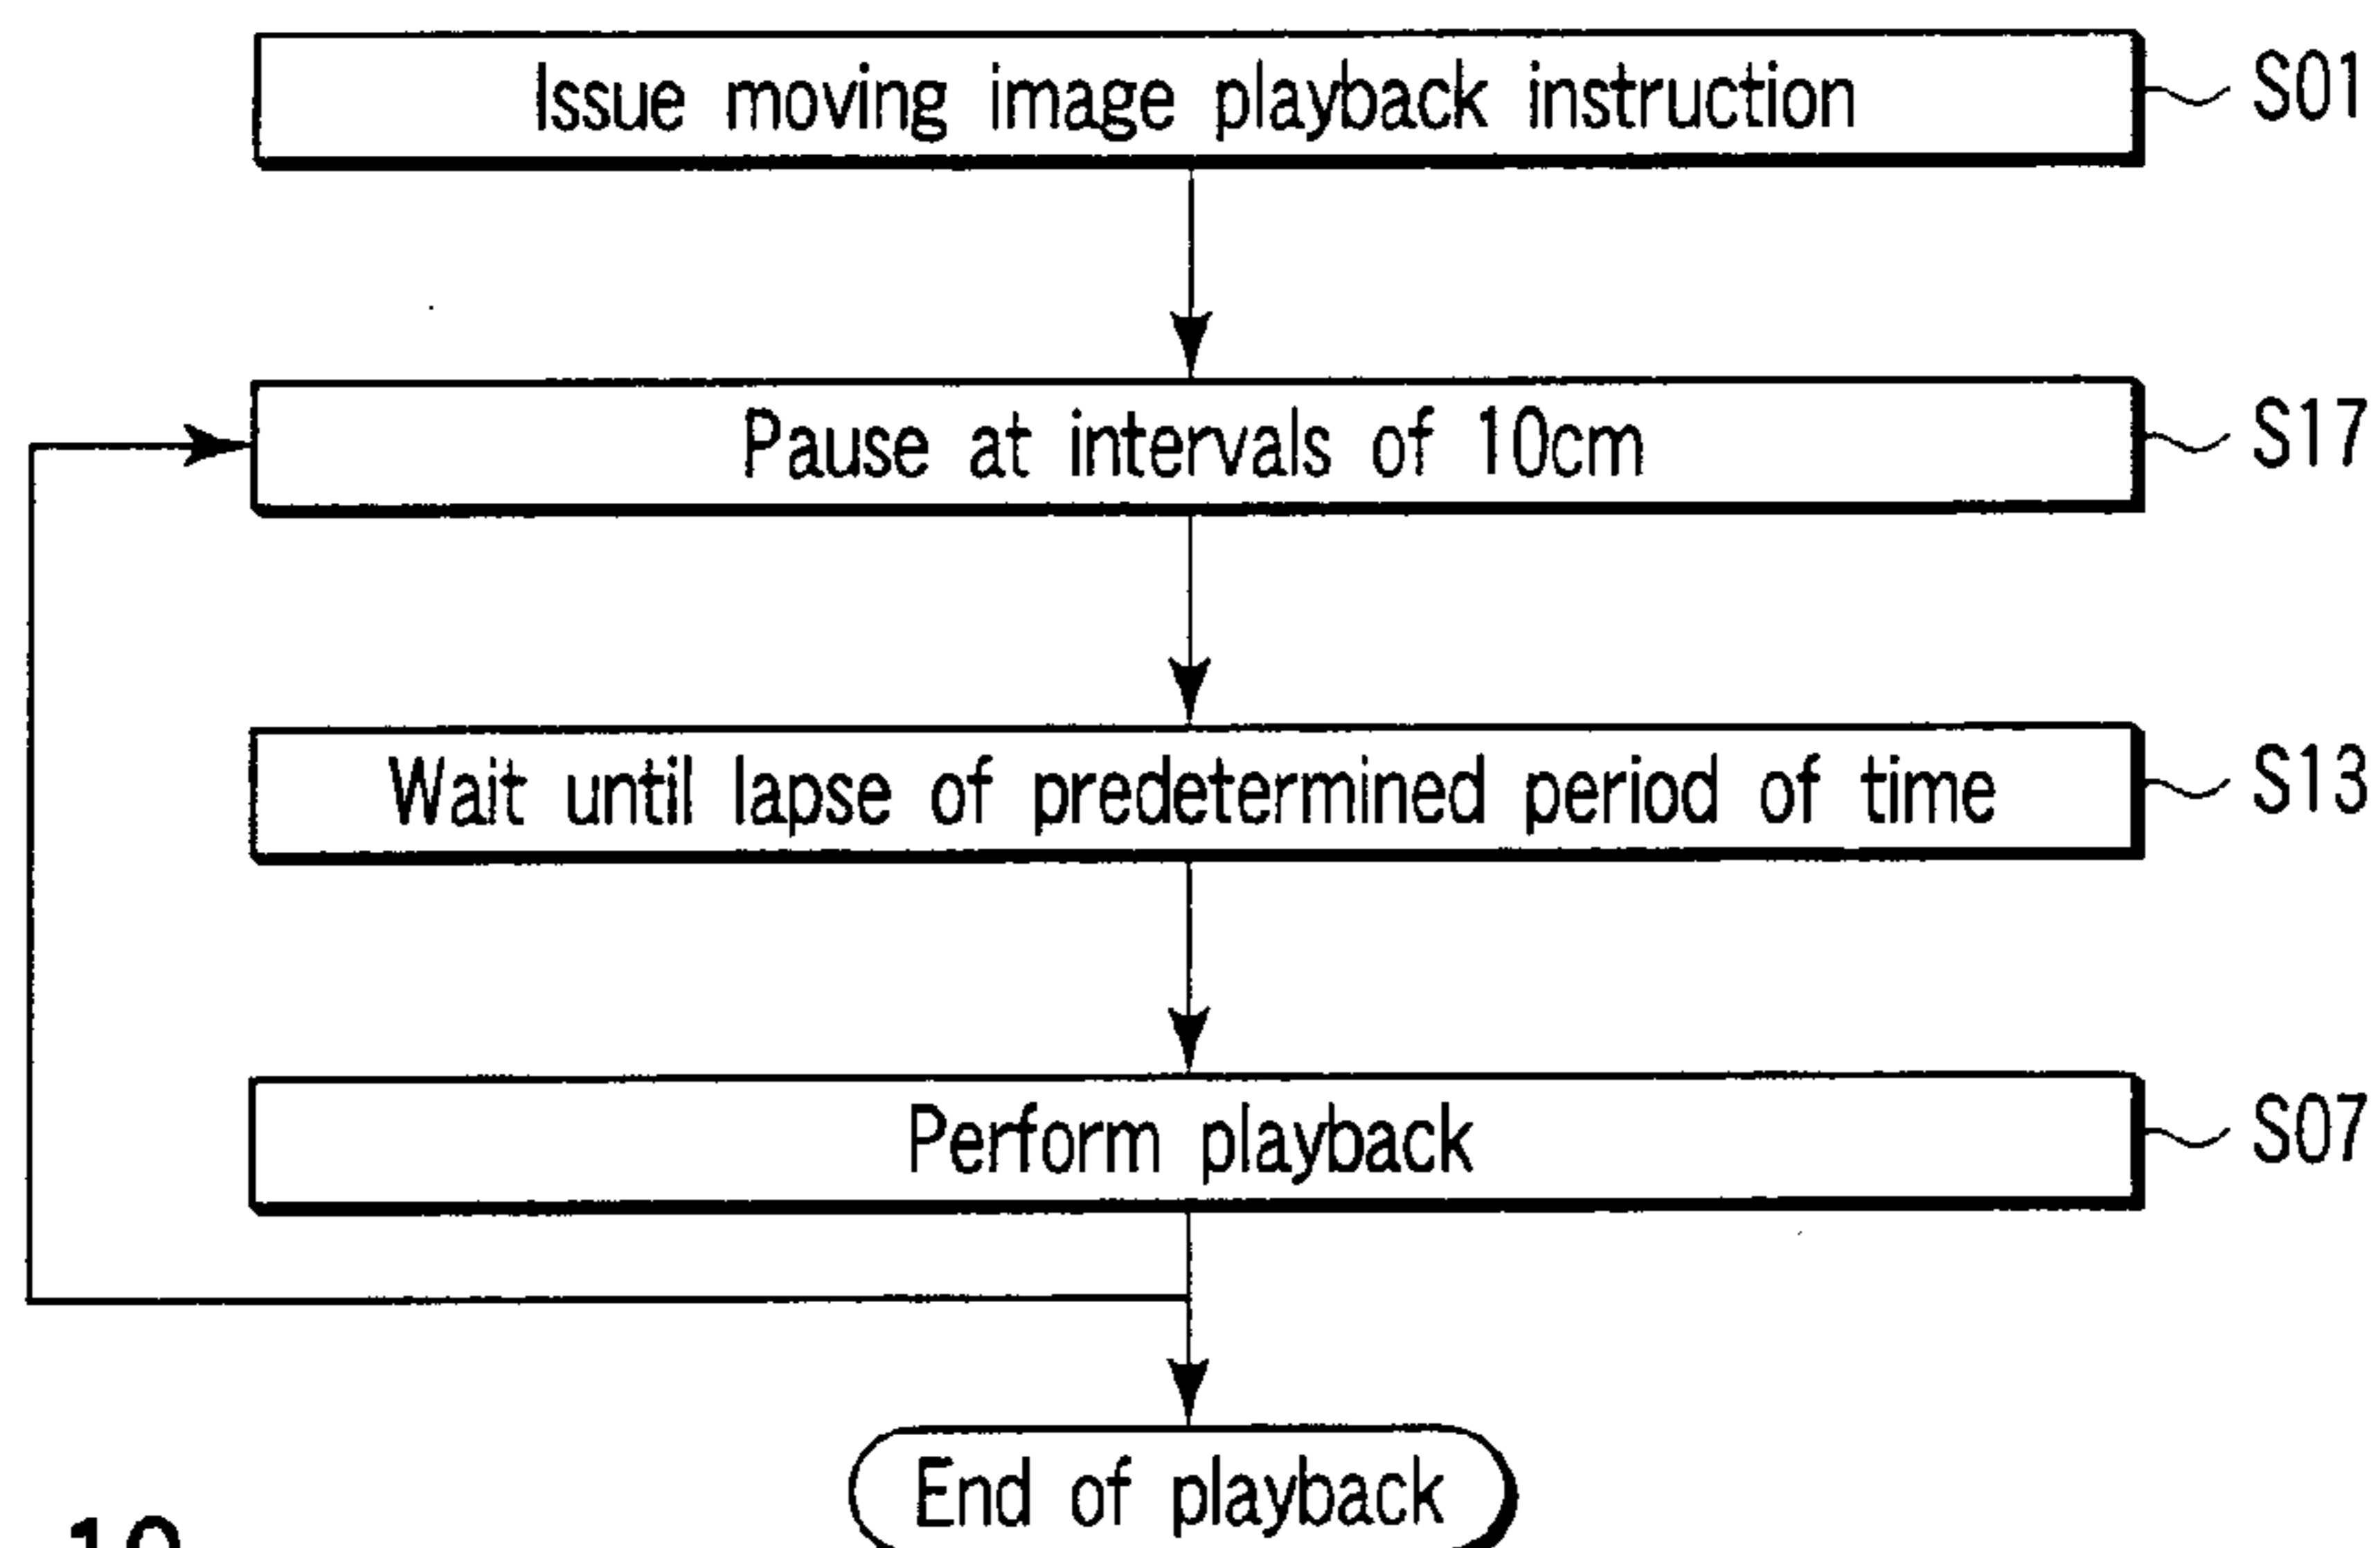 Issue moving image playback instruction S01
Pause at intervals of 10cm S17
Wait until lapse of predetermined period of time S13
Perform playback S07
End of playback